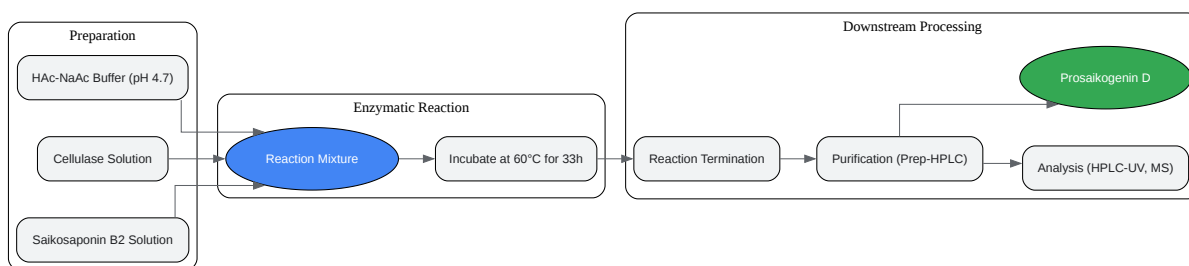 Preparation
HAc-NaAc Buffer (pH 4.7)
Cellulase Solution
Saikosaponin B2 Solution
Enzymatic Reaction
Reaction Mixture
Incubate at 60°C for 33h
Downstream Processing
Reaction Termination
Purification (Prep-HPLC)
Prosaikogenin D
Analysis (HPLC-UV, MS)